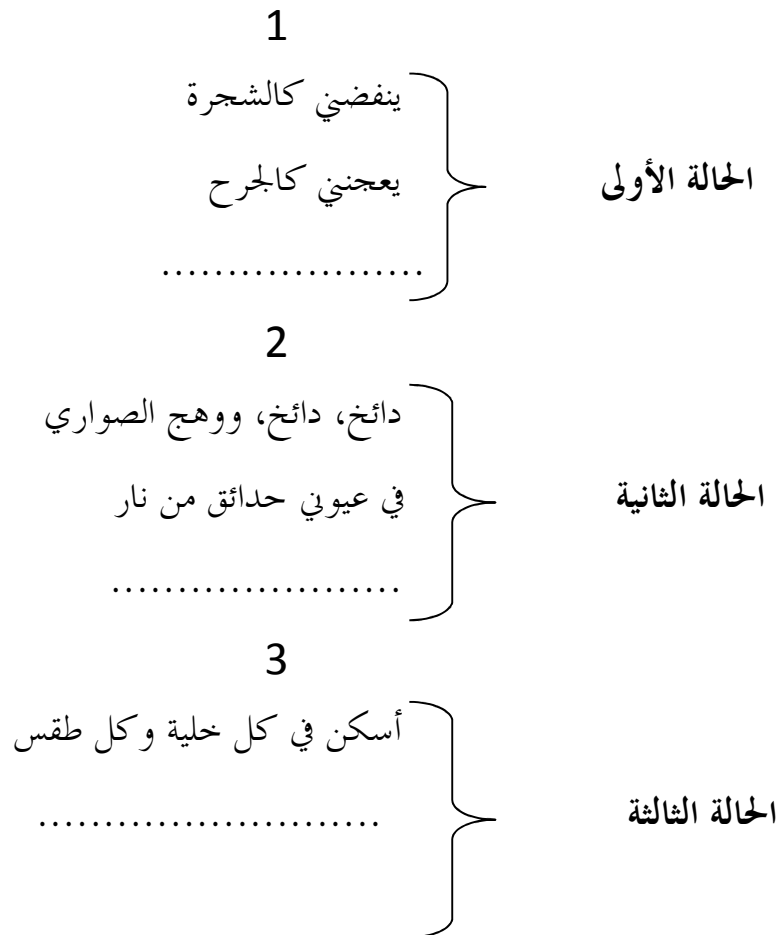 1
ينفضني كالشجرة
يعجنني كالجرح
الحالة الأولى
....................
2
دائخ، دائخ، ووهج الصواري
في عيوني حدائق من نار
الحالة الثانية
......................
3
أسكن في كل خلية وكل طقس
الحالة الثالثة
..........................